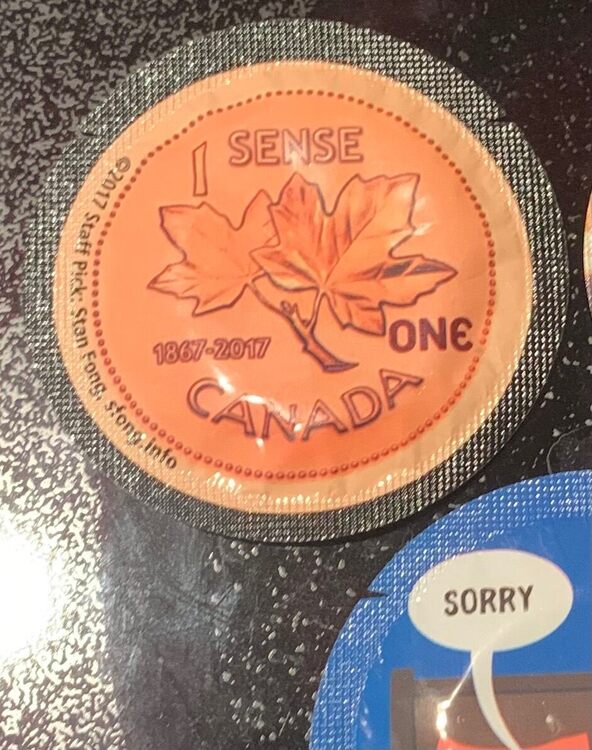 ©2017 Staff Pick: Stan Fong, sfong.info
1 SENSE
1867-2017
ONE
CANADA
SORRY